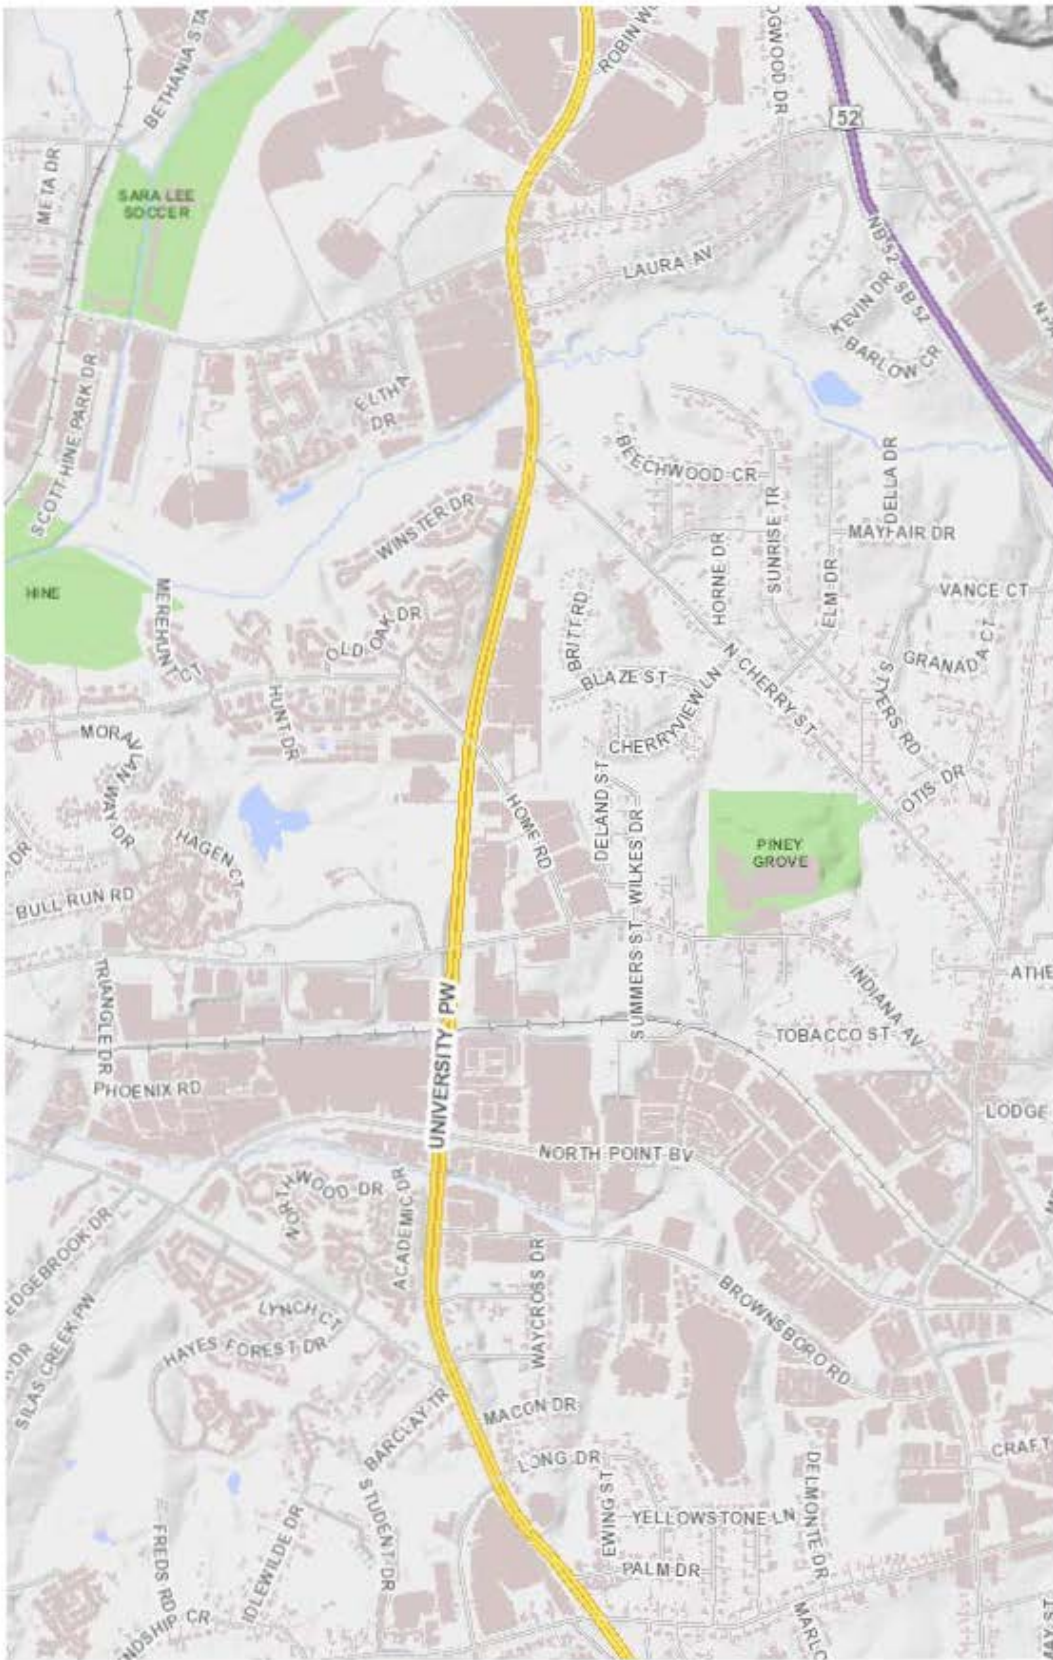 BETHANIA STA
ROBIN WO
OGWOOD DR
52
META DR
SARA LEE
SOCCER
NB 52
SB 52
LAURA AV
KEVIN DR
BARLOW CR
SCOTT HINE PARK DR
ELTHA
DR
BEECHWOOD CR
DELLA DR
WINSTER DR
SUNRISE TR
MAYFAIR DR
HORNE DR
HINE
MEREHUNT CT
OLD OAK DR
BRITT RD
ELM DR
VANCE CT
GRANADA CT
BLAZE ST
N CHERRY ST
HUNT DR
CHERRYVIEW LN
STYERS RD
MORAVIAN WAY DR
OTIS DR
HOME RD
DELAND ST
HAGEN CT
WILKES DR
PINEY
GROVE
BULL RUN RD
SUMMERS ST
INDIANA AV
ATHE
TRIANGLE DR
UNIVERSITY PW
TOBACCO ST
PHOENIX RD
LODGE
NORTH POINT BV
NORTHWOOD DR
ACADEMIC DR
EDGEBROOK DR
WAYCROSS DR
LYNCH CT
BROWNSBORO RD
SILAS CREEK PW
HAYES FOREST DR
BARCLAY TR
MACON DR
LONG DR
CRAFT
STUDENT DR
EWING ST
YELLOWSTONE LN
DELMONTE DR
FREDS RD
IDLEWILDE DR
PALM DR
NDSHIP CR
MARLO
MAY ST